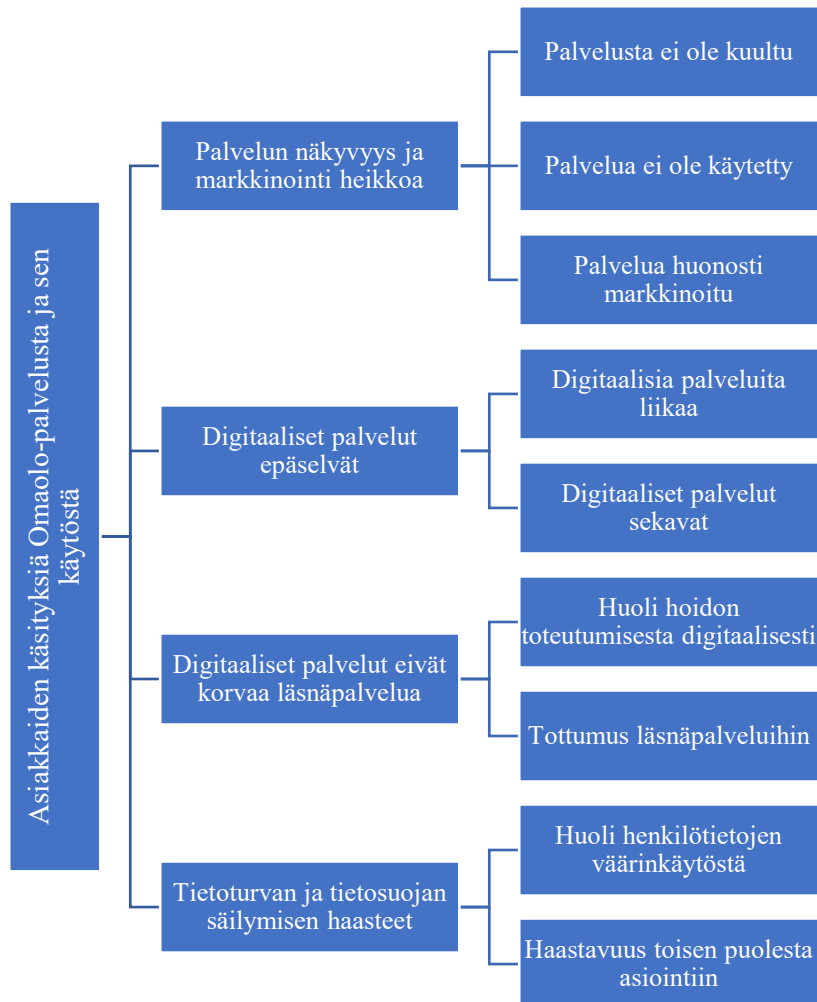 Asiakkaiden käsityksiä Omaolo-palvelusta ja sen
käytöstä
Palvelun näkyvyys ja
markkinointi heikkoa
Palvelusta ei ole kuultu
Palvelua ei ole käytetty
Palvelua huonosti
markkinoitu
Digitaaliset palvelut
epäselvät
Digitaalisia palveluita
liikaa
Digitaaliset palvelut
sekavat
Digitaaliset palvelut eivät
korvaa läsnäpalvelua
Huoli hoidon
toteutumisesta digitaalisesti
Tottumus läsnäpalveluihin
Tietoturvan ja tietosuojan
säilymisen haasteet
Huoli henkilötietojen
väärinkäytöstä
Haastavuus toisen puolesta
asiointiin